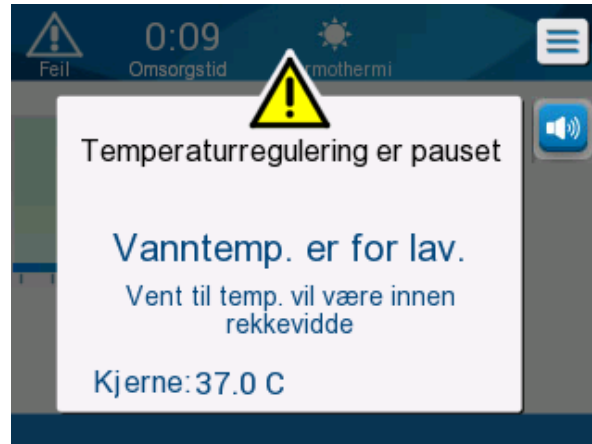 0:09
Feil
Omsorgstid
rmothermi
Temperaturregulering er pauset
Vanntemp. er for lav.
Vent til temp. vil være innen
rekkevidde
Kjerne: 37.0 C